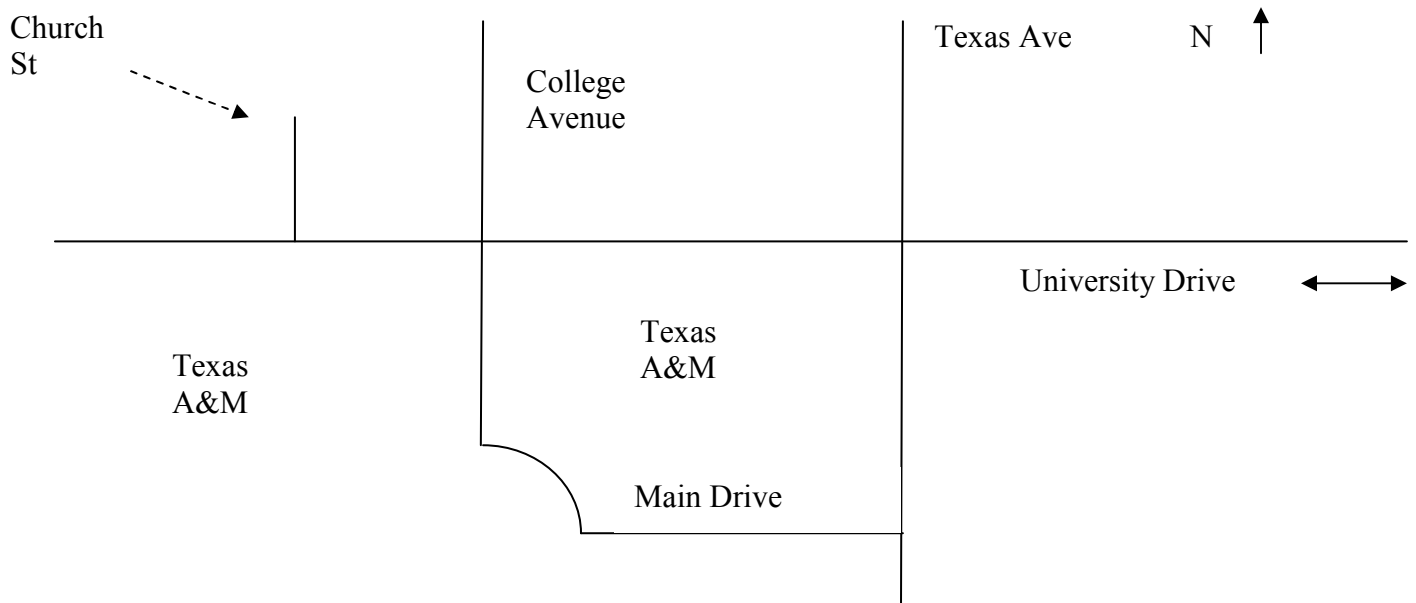 Church
St
College
Avenue
Texas Ave
N
University Drive
Texas
A&M
Texas
A&M
Main Drive